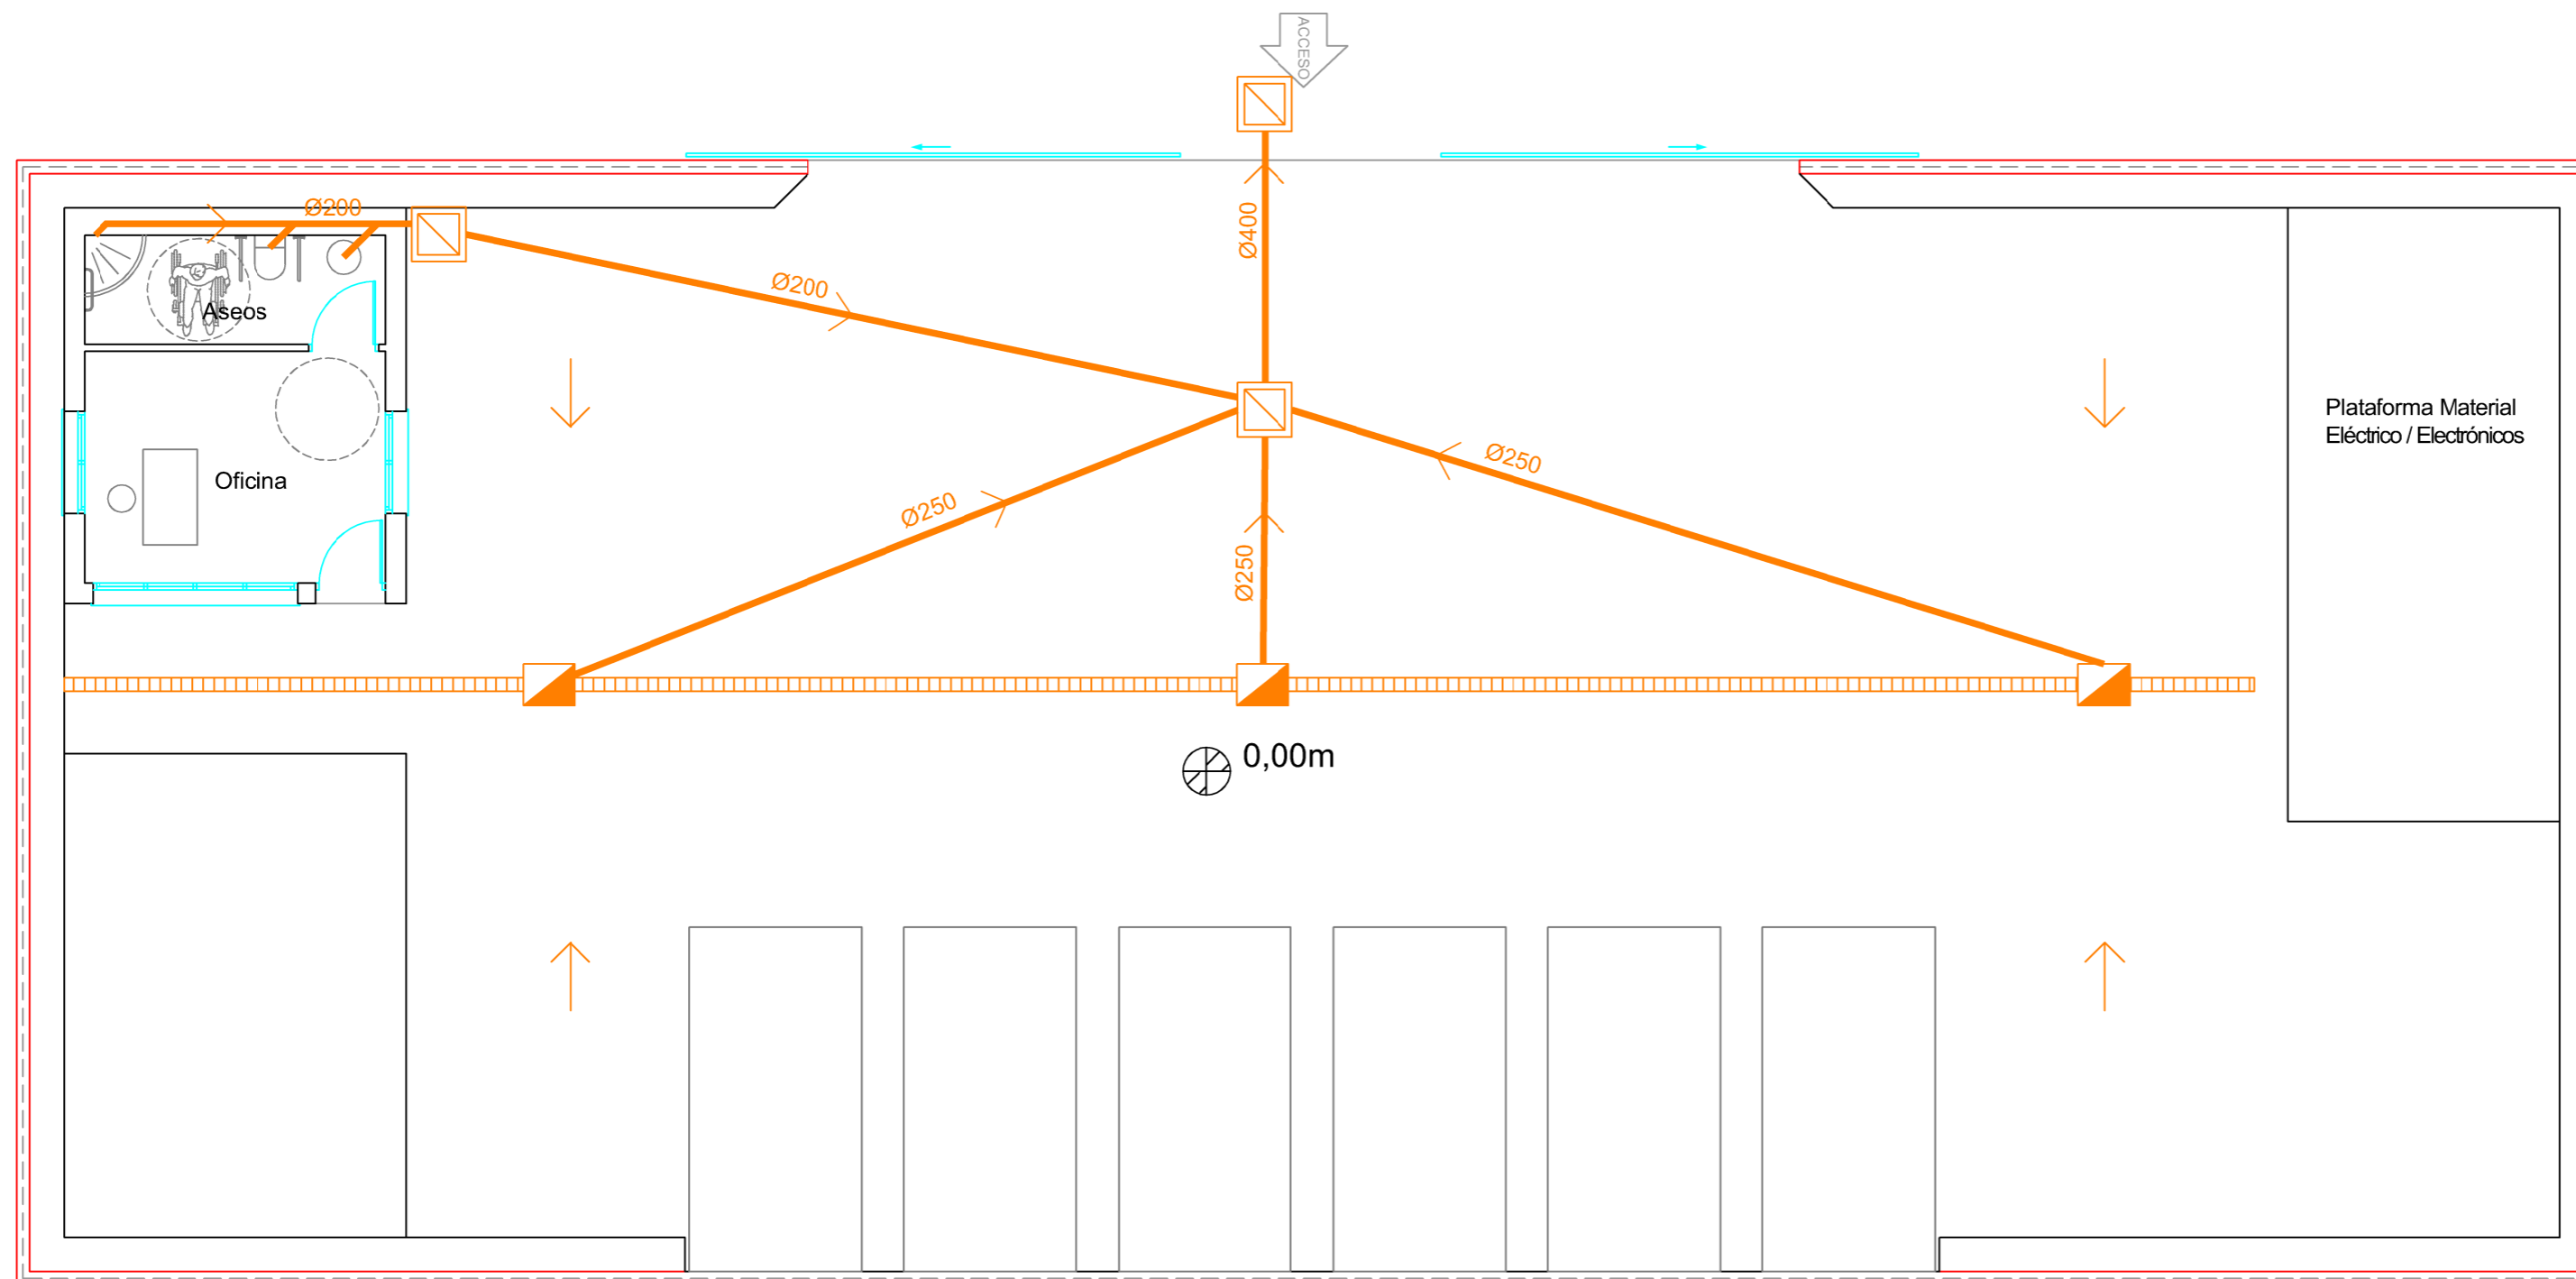 ACCESO
Ø200
Ø400
Ø200
Aseos
Plataforma Material
Eléctrico / Electrónicos
Ø250
Oficina
Ø250
Ø250
0,00m